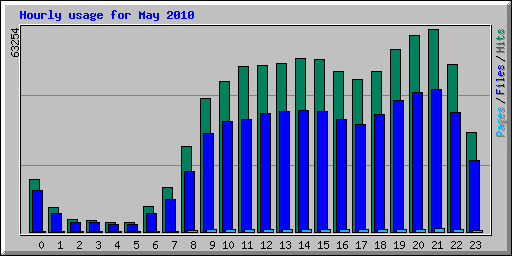 Hourly usage for May 2010
63254
Pages / Files / Hits
0 1 2 3 4 5 6 7 8 9 10 11 12 13 14 15 16 17 18 19 20 21 22 23